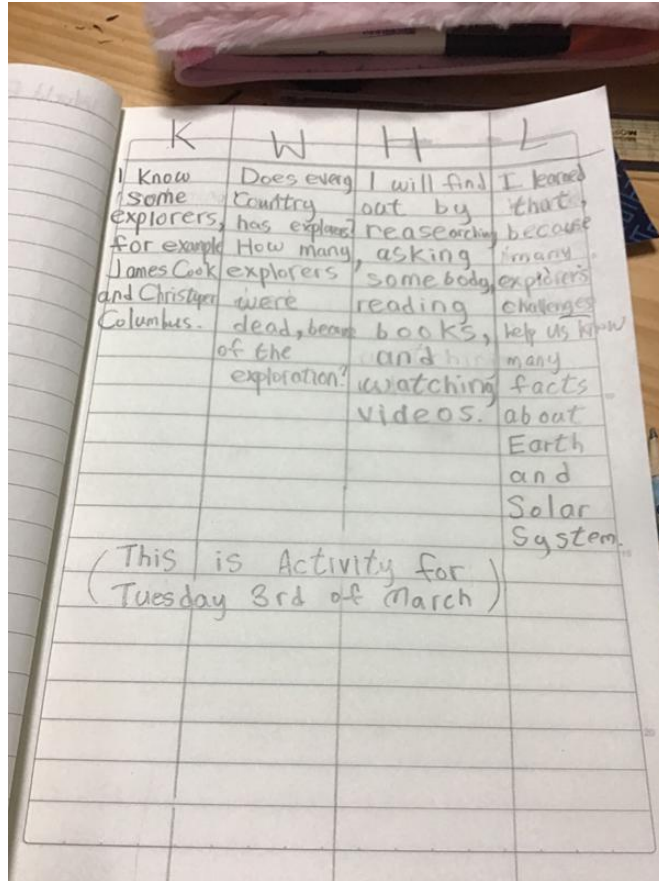 K
I Know
some
explorers,
for example
James Cook
and Christoper
Columbus.
W
Does every
country
has explorers?
How many
explorers
were
dead, because
of the
exploration?
H
I will find
out by
reasearching
, asking
somebody,
reading
books,
and
watching
videos.
L
I learned
that,
because
many
explorer's
challenges
help us know
many
facts
about
Earth
and
Solar
System.
(This is Activity for
Tuesday 3rd of March)